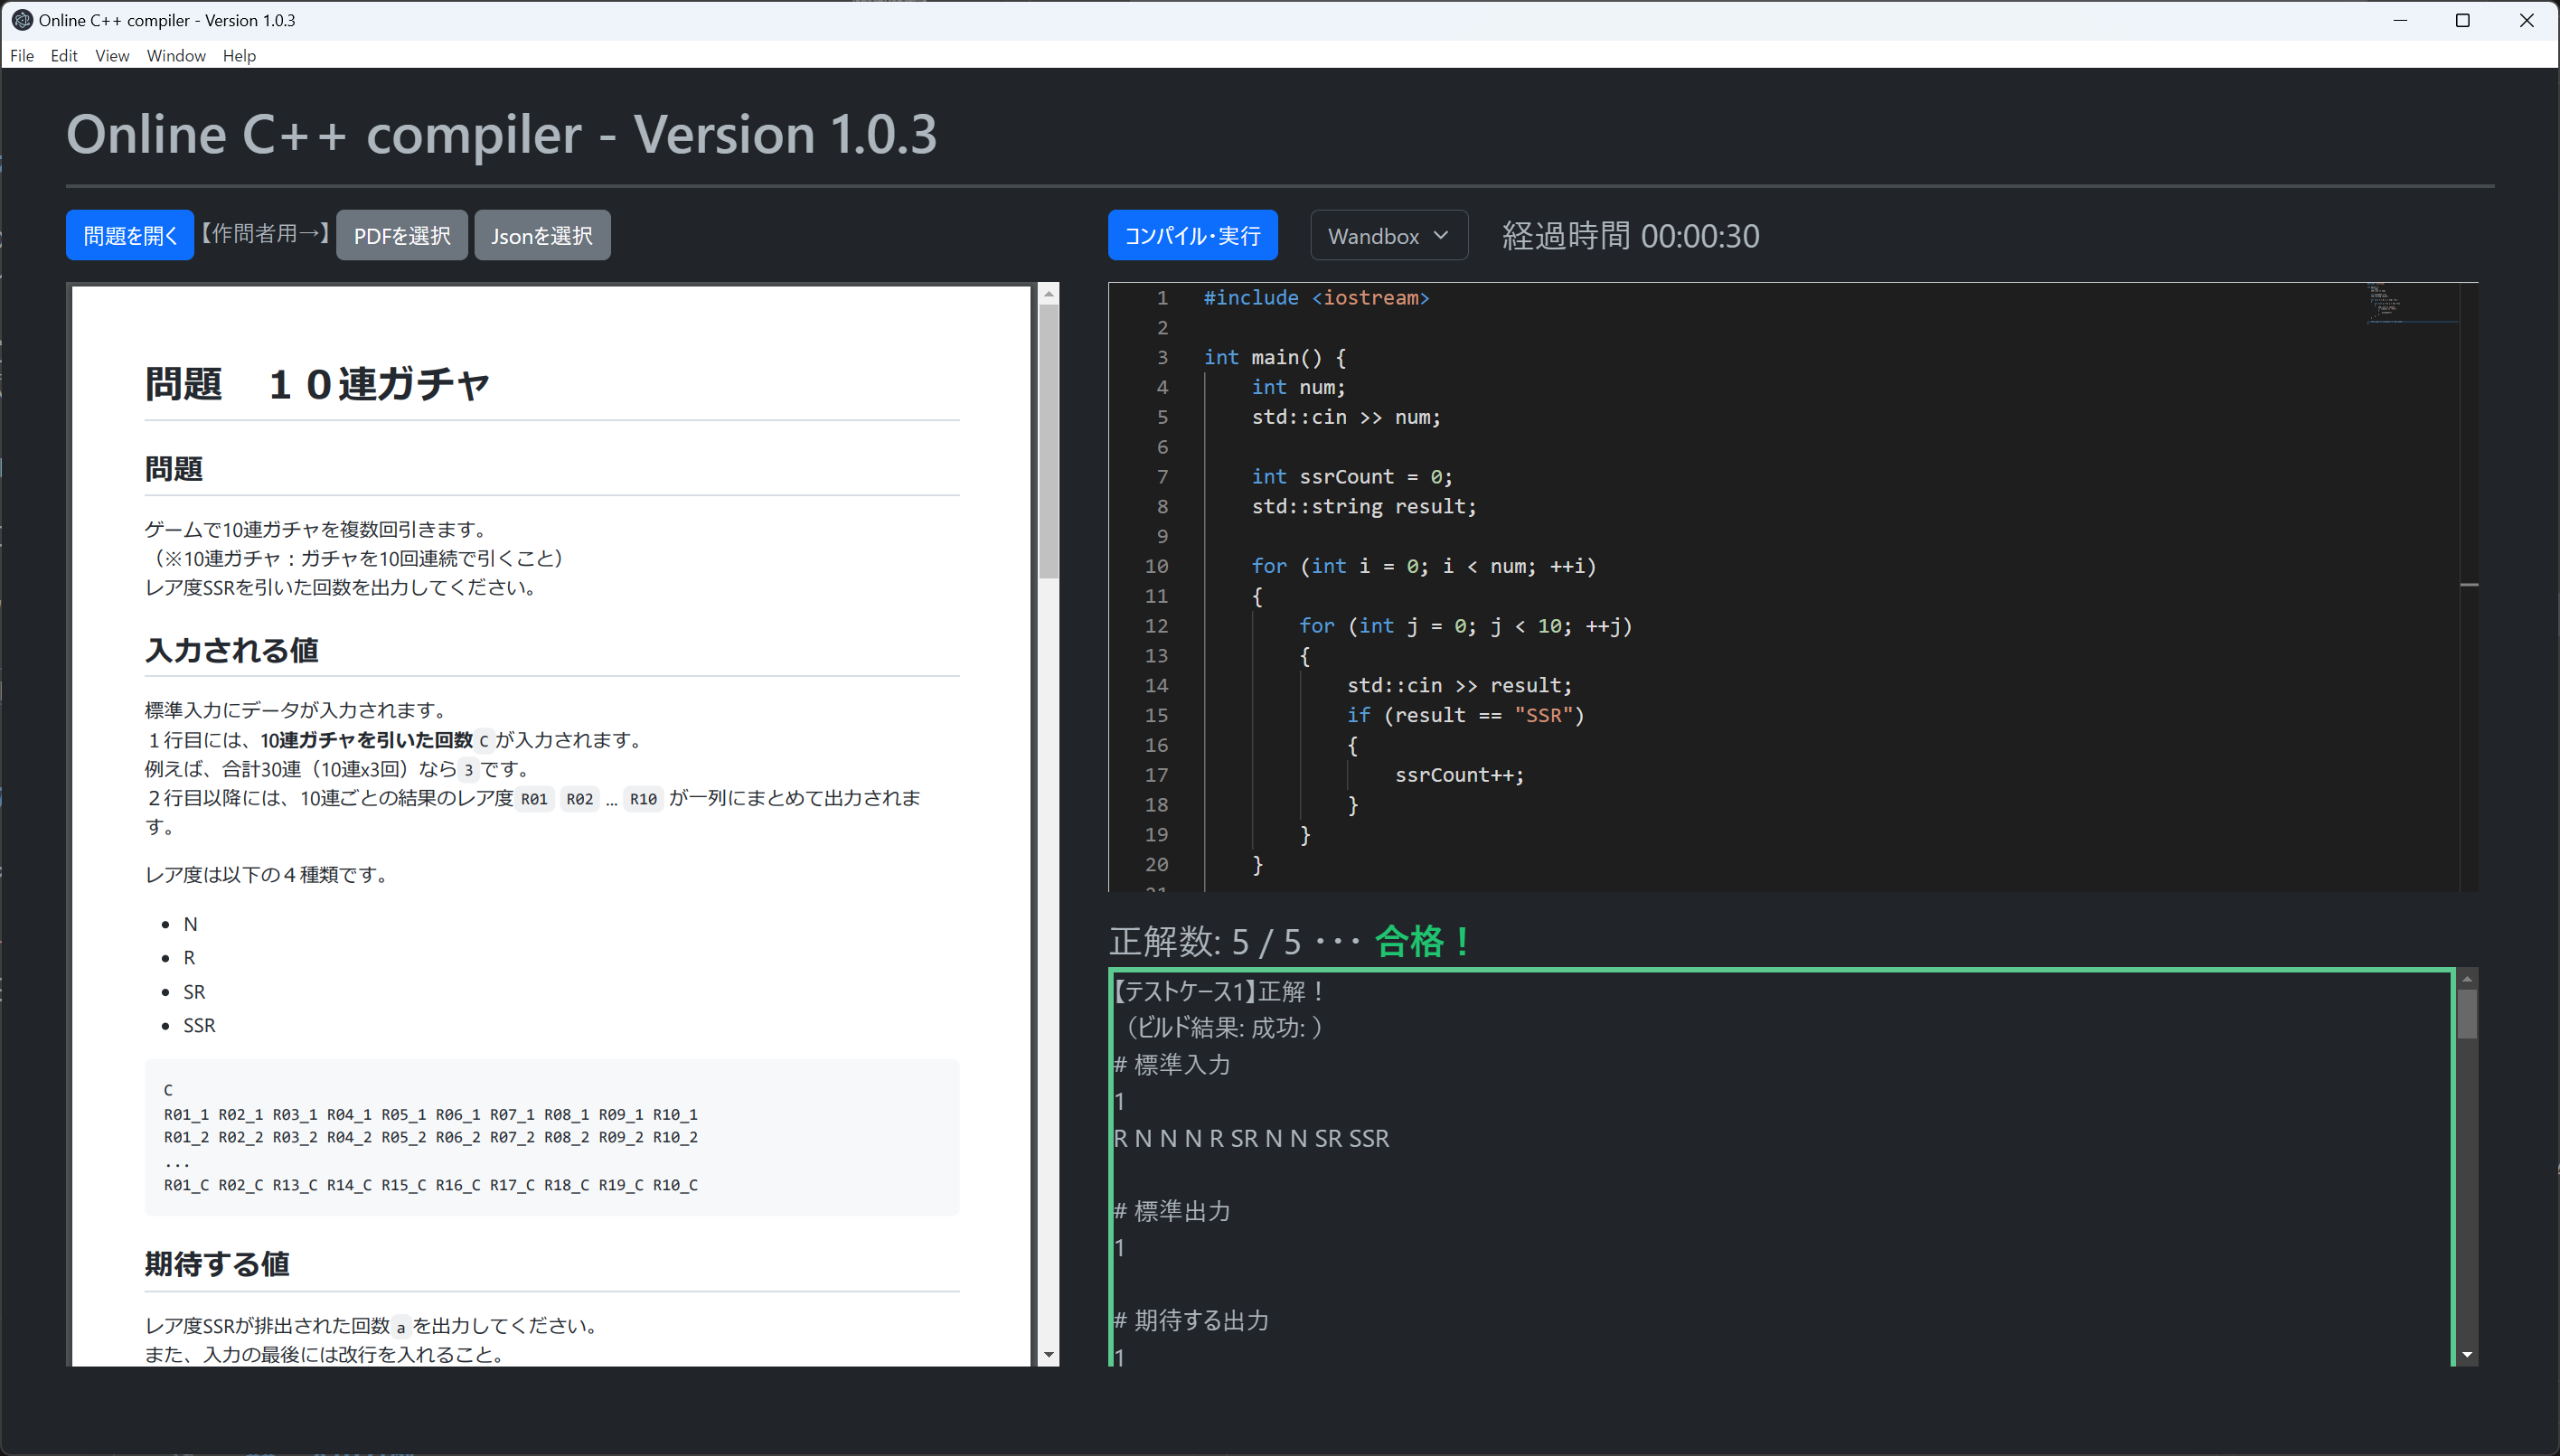 Online C++ compiler - Version 1.0.3
File Edit View Window Help
Online C++ compiler - Version 1.0.3
問題を開く 【作問者用→】 PDFを選択 Jsonを選択
問題　１０連ガチャ
問題
ゲームで10連ガチャを複数回引きます。
（※10連ガチャ：ガチャを10回連続で引くこと）
レア度SSRを引いた回数を出力してください。
入力される値
標準入力にデータが入力されます。
１行目には、10連ガチャを引いた回数 C が入力されます。
例えば、合計30連（10連x3回）なら 3 です。
２行目以降には、10連ごとの結果のレア度 R01 R02 ... R10 が一列にまとめて出力されま
す。
レア度は以下の４種類です。
• N
• R
• SR
• SSR
C
R01_1 R02_1 R03_1 R04_1 R05_1 R06_1 R07_1 R08_1 R09_1 R10_1
R01_2 R02_2 R03_2 R04_2 R05_2 R06_2 R07_2 R08_2 R09_2 R10_2
...
R01_C R02_C R13_C R14_C R15_C R16_C R17_C R18_C R19_C R10_C
期待する値
レア度SSRが排出された回数 a を出力してください。
また、入力の最後には改行を入れること。
コンパイル・実行 Wandbox 経過時間 00:00:30
1 #include <iostream>
2
3 int main() {
4     int num;
5     std::cin >> num;
6
7     int ssrCount = 0;
8     std::string result;
9
10     for (int i = 0; i < num; ++i)
11     {
12         for (int j = 0; j < 10; ++j)
13         {
14             std::cin >> result;
15             if (result == "SSR")
16             {
17                 ssrCount++;
18             }
19         }
20     }
21
正解数: 5 / 5 ･･･ 合格！
【テストケース1】正解！
（ビルド結果: 成功: ）
# 標準入力
1
R N N N R SR N N SR SSR
# 標準出力
1
# 期待する出力
1